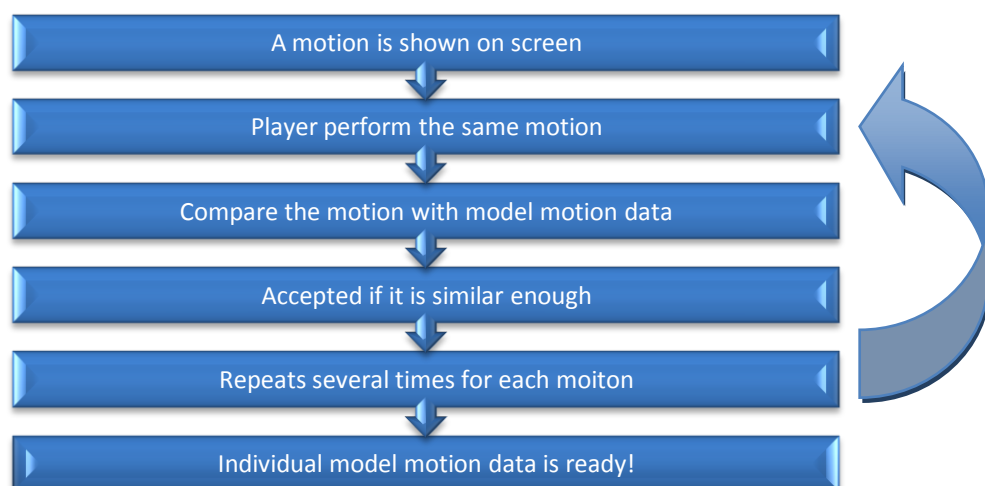 A motion is shown on screen
Player perform the same motion
Compare the motion with model motion data
Accepted if it is similar enough
Repeats several times for each moiton
Individual model motion data is ready!